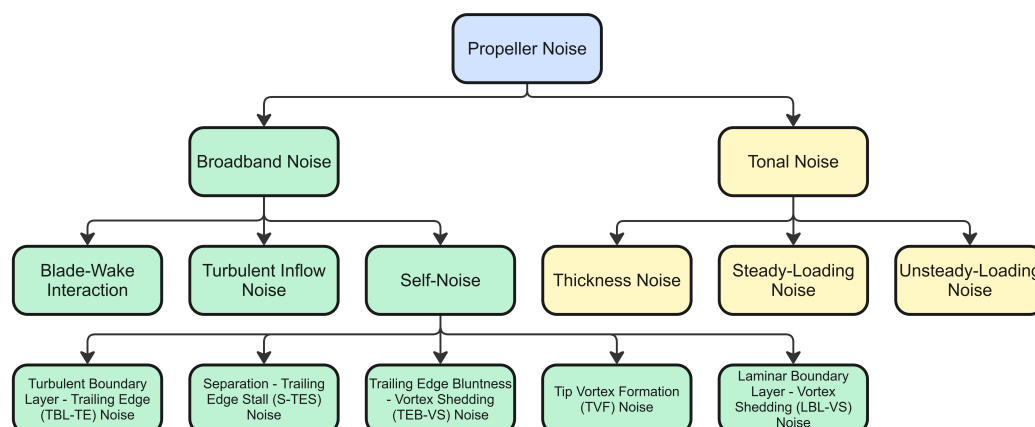 Propeller Noise
Broadband Noise
Tonal Noise
Blade-Wake
Interaction
Turbulent Inflow
Noise
Self-Noise
Thickness Noise
Steady-Loading
Noise
Unsteady-Loading
Noise
Turbulent Boundary
Layer - Trailing Edge
(TBL-TE) Noise
Separation - Trailing
Edge Stall (S-TES)
Noise
Trailing Edge Bluntness
- Vortex Shedding
(TEB-VS) Noise
Tip Vortex Formation
(TVF) Noise
Laminar Boundary
Layer - Vortex
Shedding (LBL-VS)
Noise